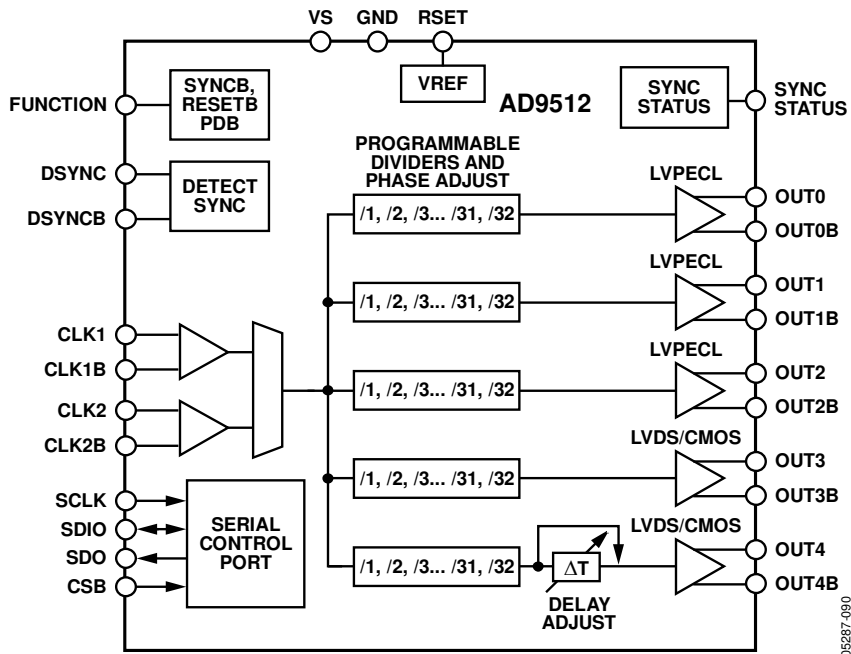 VS GND RSET
VREF
AD9512
SYNC
STATUS
SYNC
STATUS
FUNCTION
SYNCB,
RESETB
PDB
DSYNC
DSYNCB
DETECT
SYNC
PROGRAMMABLE
DIVIDERS AND
PHASE ADJUST
/1, /2, /3... /31, /32
LVPECL
OUT0
OUT0B
/1, /2, /3... /31, /32
LVPECL
OUT1
OUT1B
CLK1
CLK1B
CLK2
CLK2B
/1, /2, /3... /31, /32
LVPECL
OUT2
OUT2B
/1, /2, /3... /31, /32
LVDS/CMOS
OUT3
OUT3B
SCLK
SDIO
SDO
CSB
SERIAL
CONTROL
PORT
/1, /2, /3... /31, /32
ΔT
DELAY
ADJUST
LVDS/CMOS
OUT4
OUT4B
05287-090